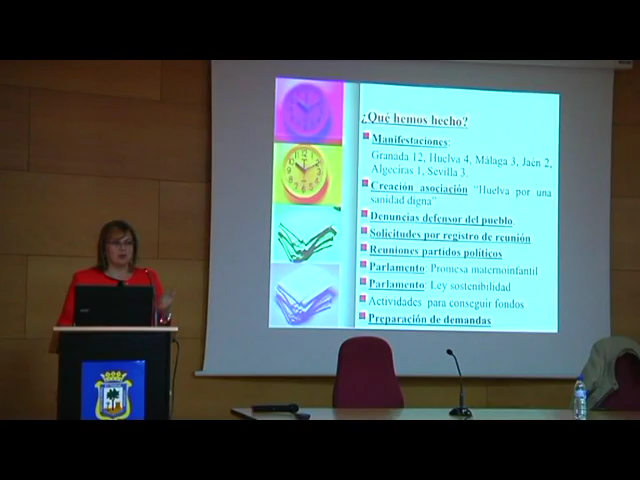 ¿Qué hemos hecho?
Manifestaciones:
Granada 12, Huelva 4, Málaga 3, Jaén 2,
Algeciras 1, Sevilla 3.
Creación asociación "Huelva por una
sanidad digna"
Denuncias defensor del pueblo.
Solicitudes por registro de reunión
Reuniones partidos políticos
Parlamento: Promesa maternoinfantil
Parlamento: Ley sostenibilidad
Actividades para conseguir fondos
Preparación de demandas